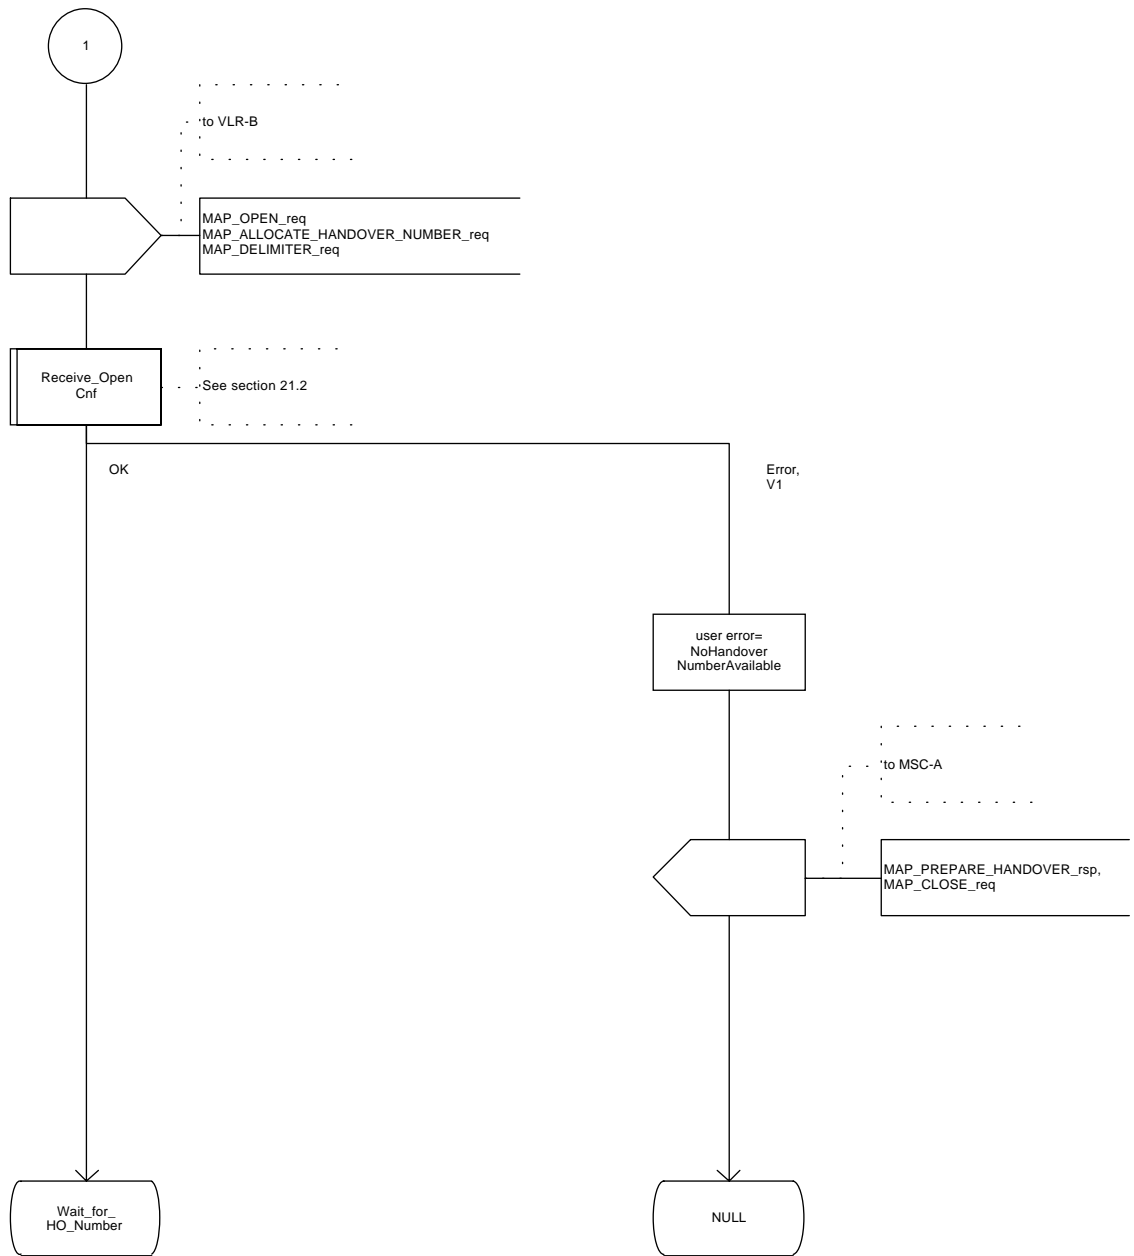 1
to VLR-B
MAP_OPEN_req
MAP_ALLOCATE_HANDOVER_NUMBER_req
MAP_DELIMITER_req
Receive_Open
Cnf
See section 21.2
OK
Error,
V1
user error=
NoHandover
NumberAvailable
to MSC-A
MAP_PREPARE_HANDOVER_rsp,
MAP_CLOSE_req
Wait_for_
HO_Number
NULL